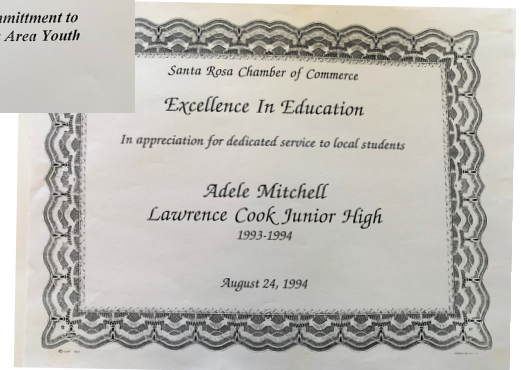 mmittment to
Area Youth
Santa Rosa Chamber of Commerce
Excellence In Education
In appreciation for dedicated service to local students
Adele Mitchell
Lawrence Cook Junior High
1993-1994
August 24, 1994